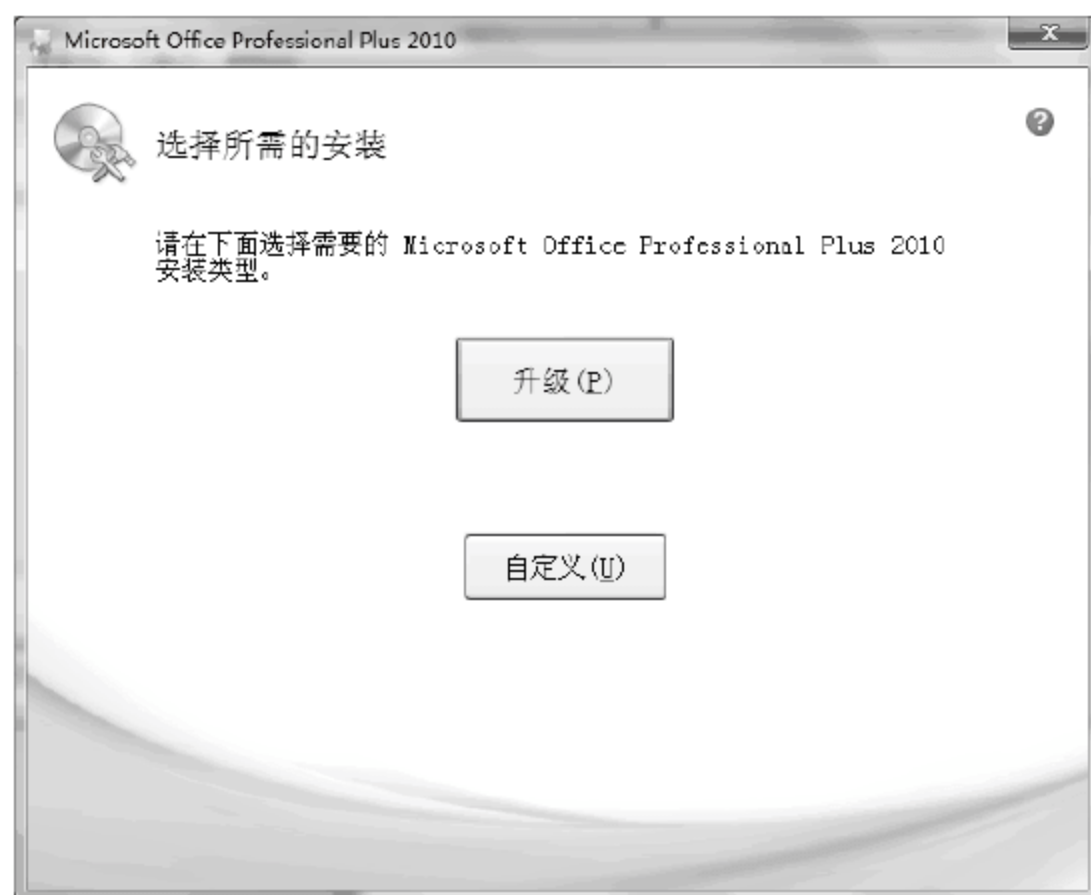 Microsoft Office Professional Plus 2010
选择所需的安装
请在下面选择需要的 Microsoft Office Professional Plus 2010
安装类型。
升级(P)
自定义(U)